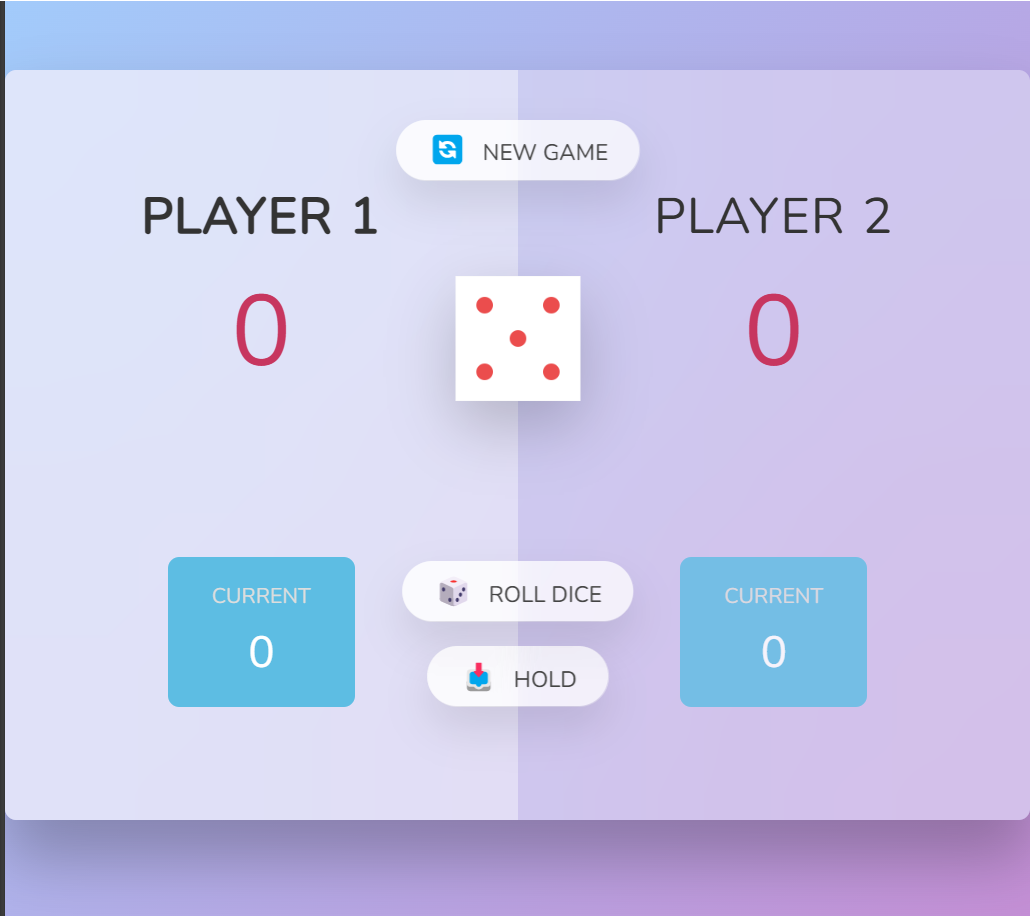 NEW GAME
PLAYER 1
0
CURRENT
0
PLAYER 2
0
CURRENT
0
ROLL DICE
HOLD